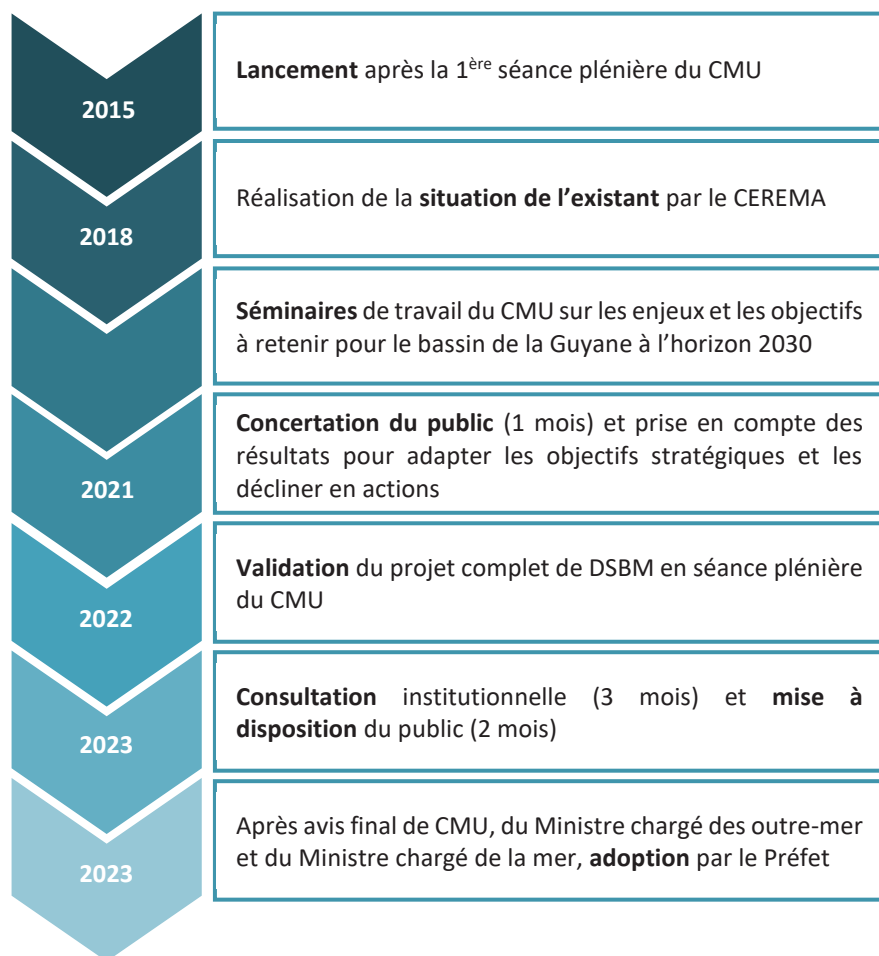 2015
Lancement après la 1ère séance plénière du CMU
2018
Réalisation de la situation de l'existant par le CEREMA
Séminaires de travail du CMU sur les enjeux et les objectifs
à retenir pour le bassin de la Guyane à l'horizon 2030
2021
Concertation du public (1 mois) et prise en compte des
résultats pour adapter les objectifs stratégiques et les
décliner en actions
2022
Validation du projet complet de DSBM en séance plénière
du CMU
2023
Consultation institutionnelle (3 mois) et mise à
disposition du public (2 mois)
2023
Après avis final de CMU, du Ministre chargé des outre-mer
et du Ministre chargé de la mer, adoption par le Préfet